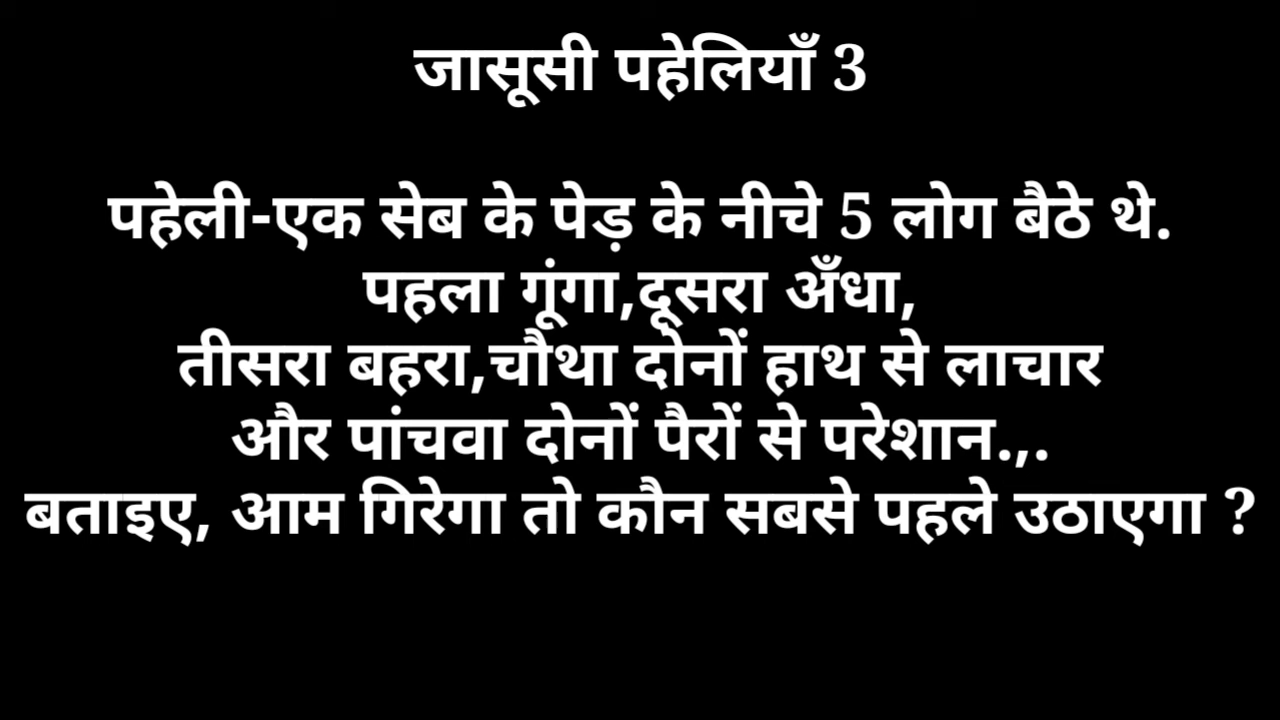 जासूसी पहेलियाँ 3
पहेली-एक सेब के पेड़ के नीचे 5 लोग बैठे थे.
पहला गूंगा,दूसरा अँधा,
तीसरा बहरा,चौथा दोनों हाथ से लाचार
और पांचवा दोनों पैरों से परेशान.,.
बताइए, आम गिरेगा तो कौन सबसे पहले उठाएगा ?